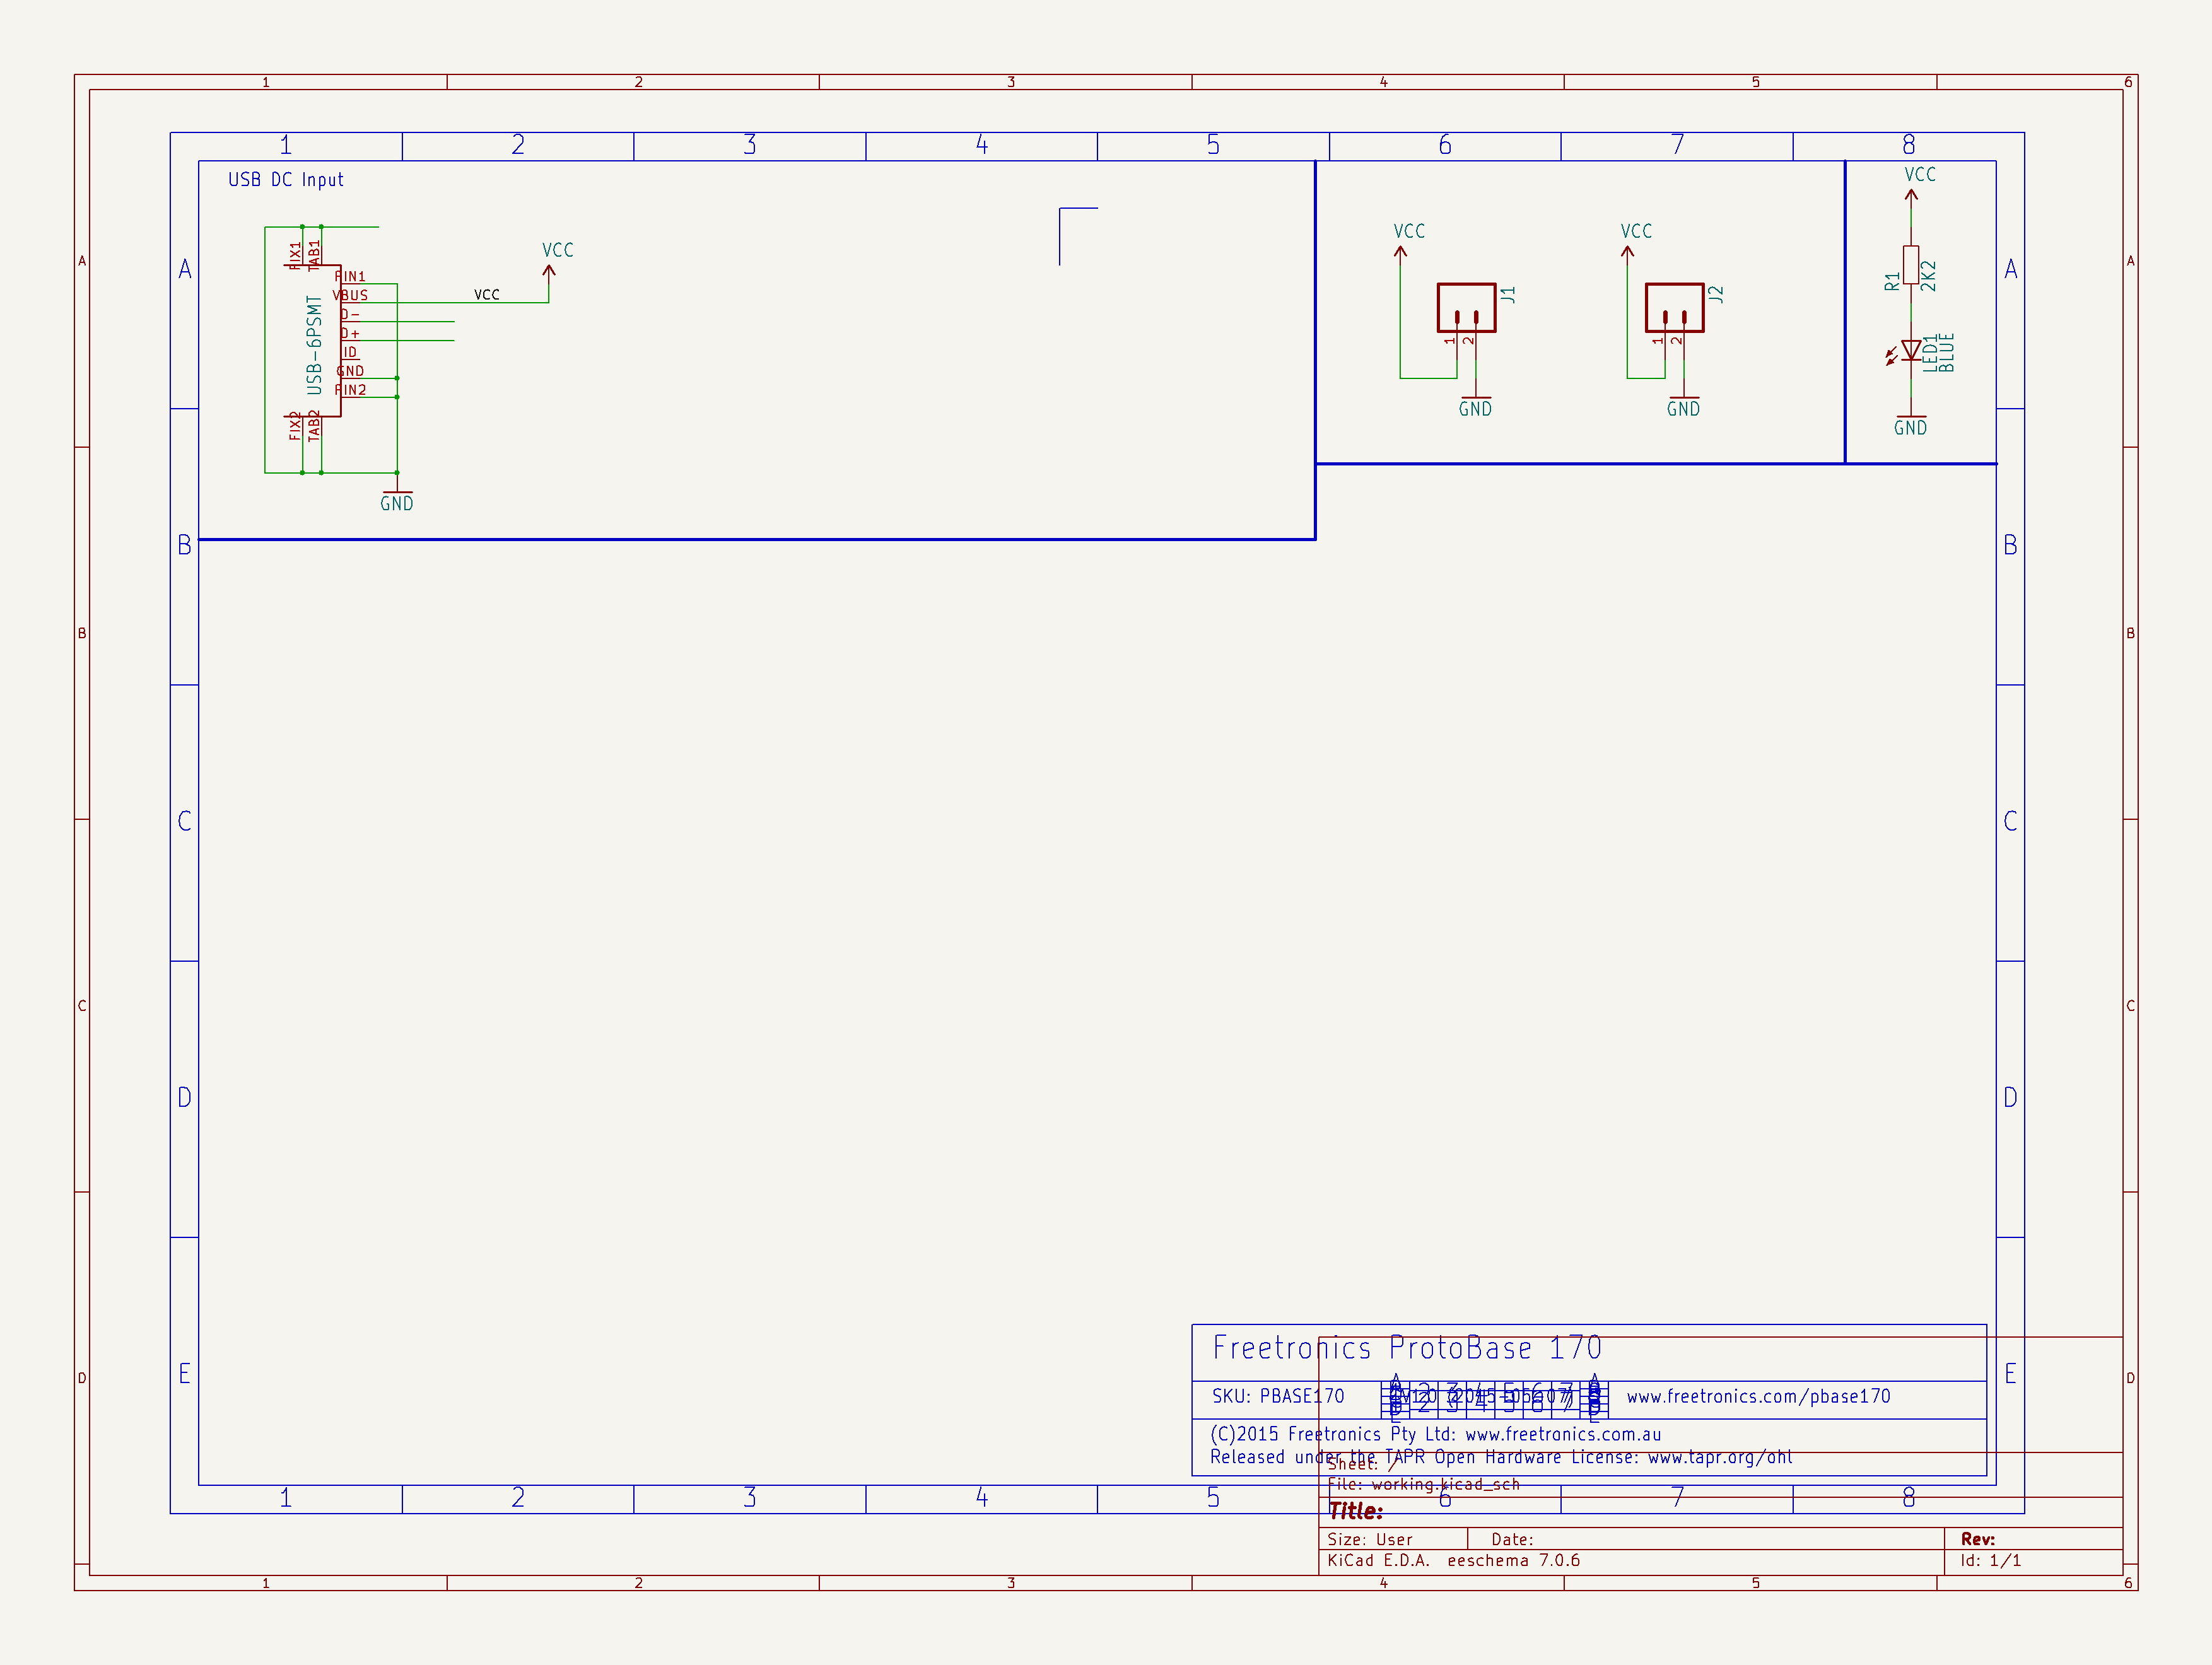 1 2 3 4 5 6
1 2 3 4 5 6 7 8
USB DC Input
VCC
VCC
VCC
VCC
A A A A
FIX1
TAB1
PIN1
VBUS
D-
D+
ID
GND
PIN2
USB-6PSMT
FIX2
TAB2
VCC
GND
J1
1
2
GND
J2
1
2
GND
R1
2K2
LED1
BLUE
GND
B B
B B
C C
C C
D D
D D
E E
Freetronics ProtoBase 170
SKU: PBASE170
www.freetronics.com/pbase170
(C)2015 Freetronics Pty Ltd: www.freetronics.com.au
Released under the TAPR Open Hardware License: www.tapr.org/ohl
Sheet: /
File: working.kicad_sch
1 2 3 4 5 6 7 8
Title:
Size: User Date: Rev:
KiCad E.D.A. eeschema 7.0.6 Id: 1/1
1 2 3 4 5 6